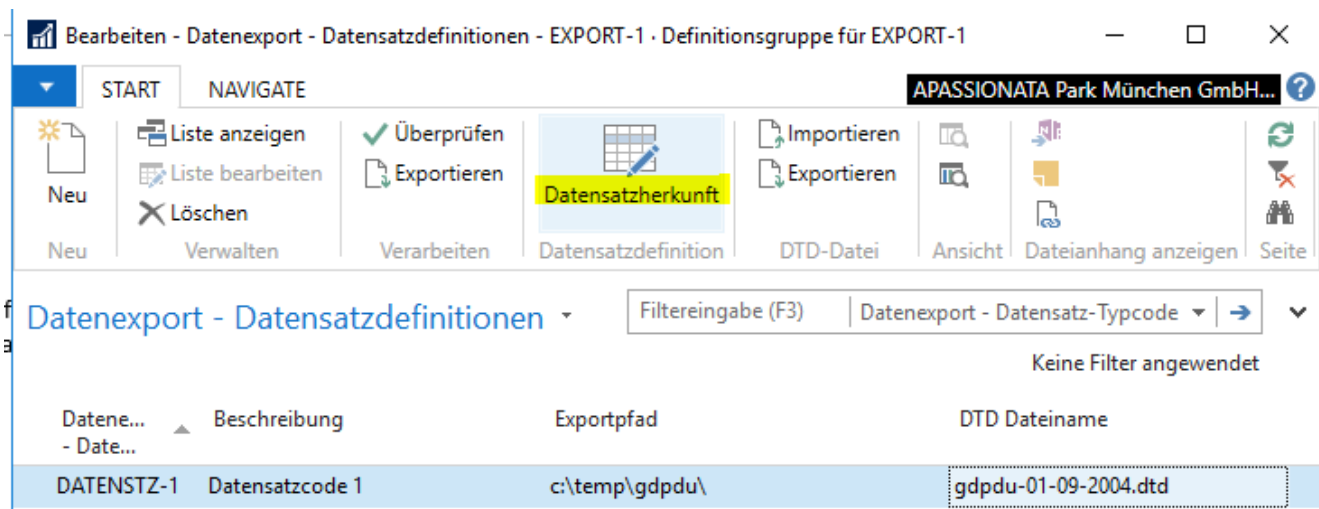 Bearbeiten - Datenexport - Datensatzdefinitionen - EXPORT-1 · Definitionsgruppe für EXPORT-1
START NAVIGATE APASSIONATA Park München GmbH...
Neu
Liste anzeigen
Liste bearbeiten
Löschen
Überprüfen
Exportieren
Datensatzherkunft
Importieren
Exportieren
Neu Verwalten Verarbeiten Datensatzdefinition DTD-Datei Ansicht Dateianhang anzeigen Seite
Datenexport - Datensatzdefinitionen
Filtereingabe (F3) Datenexport - Datensatz-Typcode
Keine Filter angewendet
Datene... Beschreibung Exportpfad DTD Dateiname
- Date...
DATENSTZ-1 Datensatzcode 1 c:\temp\gdpdu\ gdpdu-01-09-2004.dtd